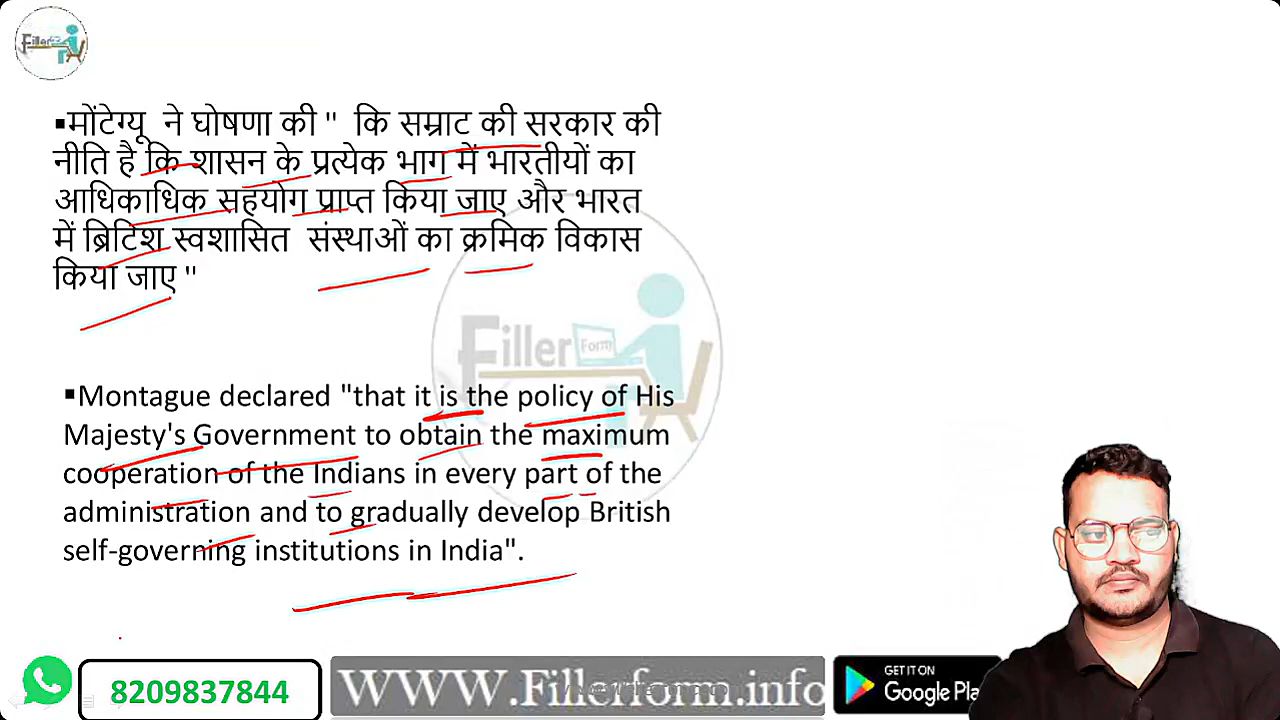 Fillerform
▪मोंटेग्यू ने घोषणा की " कि सम्राट की सरकार की
नीति है कि शासन के प्रत्येक भाग में भारतीयों का
आधिकाधिक सहयोग प्राप्त किया जाए और भारत
में ब्रिटिश स्वशासित संस्थाओं का क्रमिक विकास
किया जाए "
Filler Form
▪Montague declared "that it is the policy of His
Majesty's Government to obtain the maximum
cooperation of the Indians in every part of the
administration and to gradually develop British
self-governing institutions in India".
8209837844
WWW.Fillerform.info
GET IT ON
Google Pla